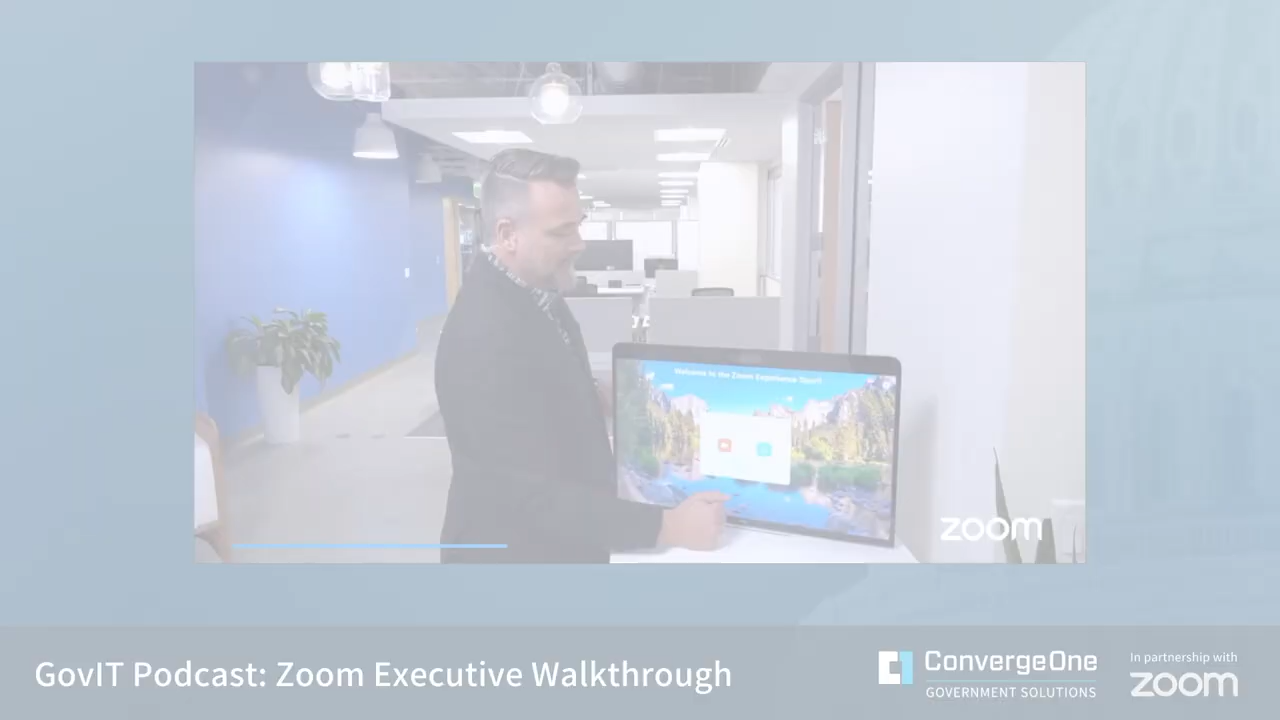 Welcome to the Zoom Experience Tour!!
zoom
GovIT Podcast: Zoom Executive Walkthrough
ConvergeOne
GOVERNMENT SOLUTIONS
In partnership with
zoom